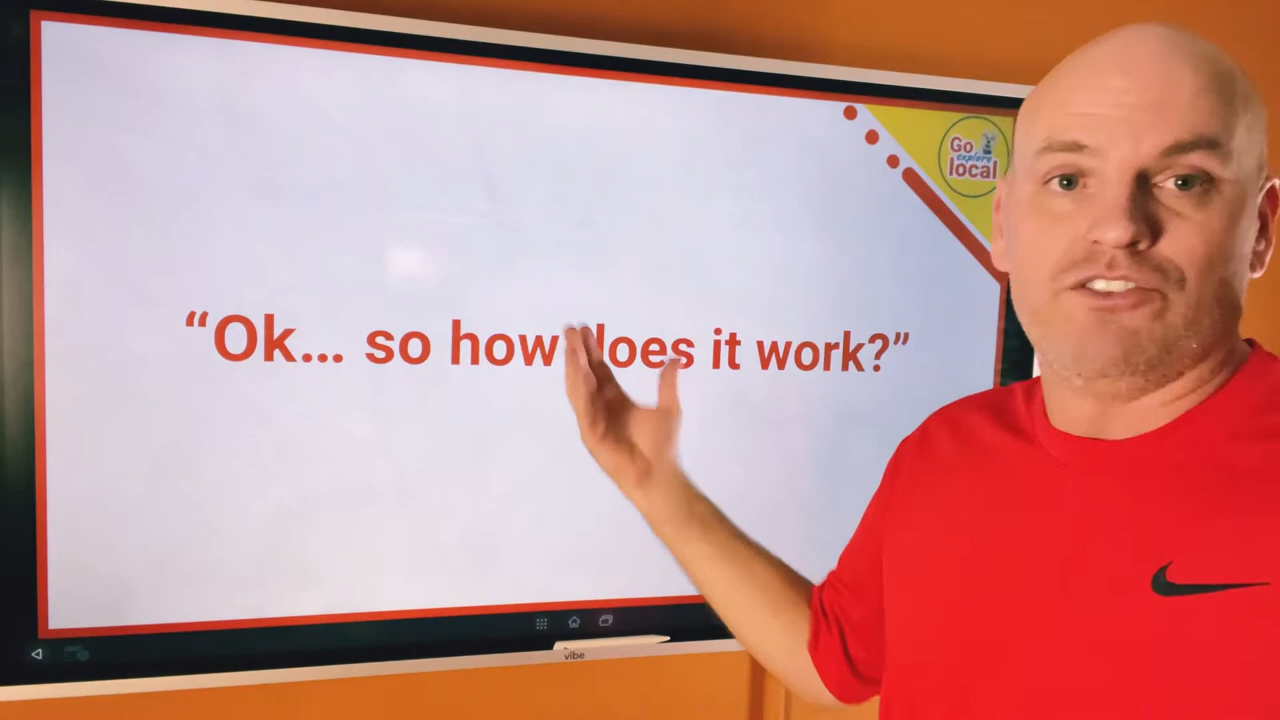 Go
explore
local
“Ok... so how does it work?”
vibe